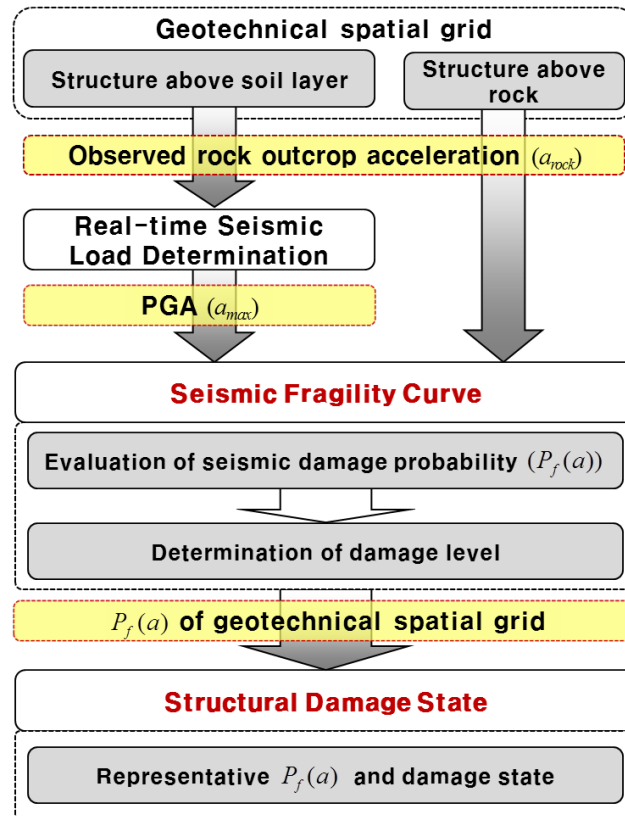 Geotechnical spatial grid
Structure above soil layer
Structure above
rock
Observed rock outcrop acceleration (a_rock)
Real-time Seismic
Load Determination
PGA (a_max)
Seismic Fragility Curve
Evaluation of seismic damage probability (P_f(a))
Determination of damage level
P_f(a) of geotechnical spatial grid
Structural Damage State
Representative P_f(a) and damage state